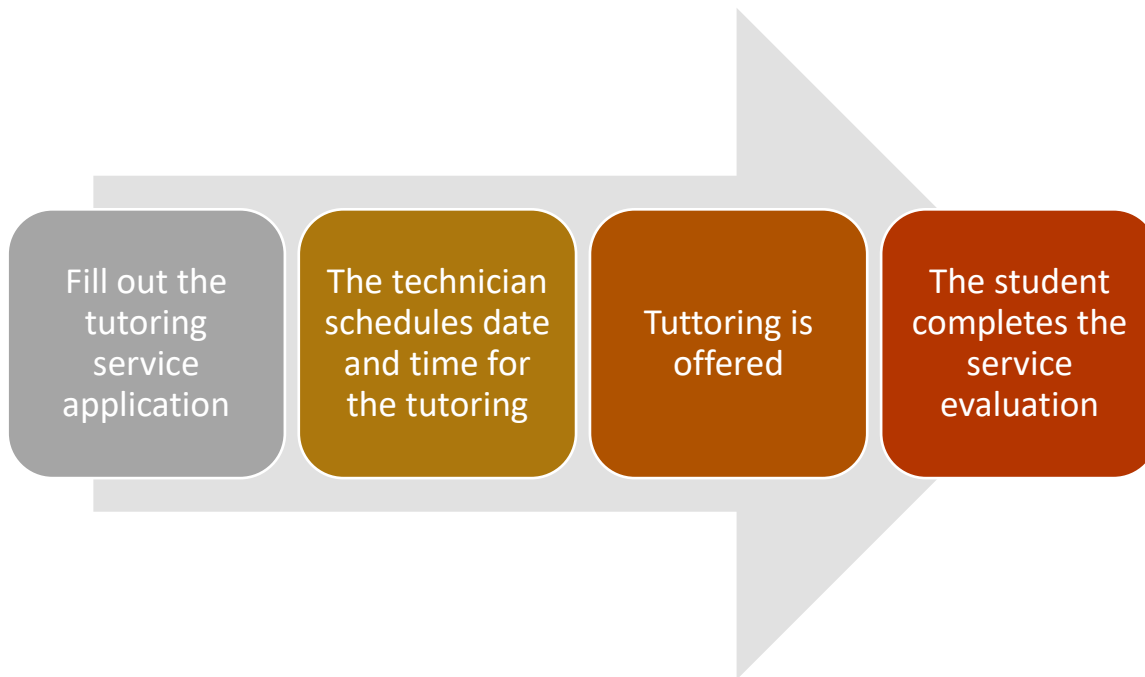 Fill out the
tutoring
service
application
The technician
schedules date
and time for
the tutoring
Tuttoring is
offered
The student
completes the
service
evaluation